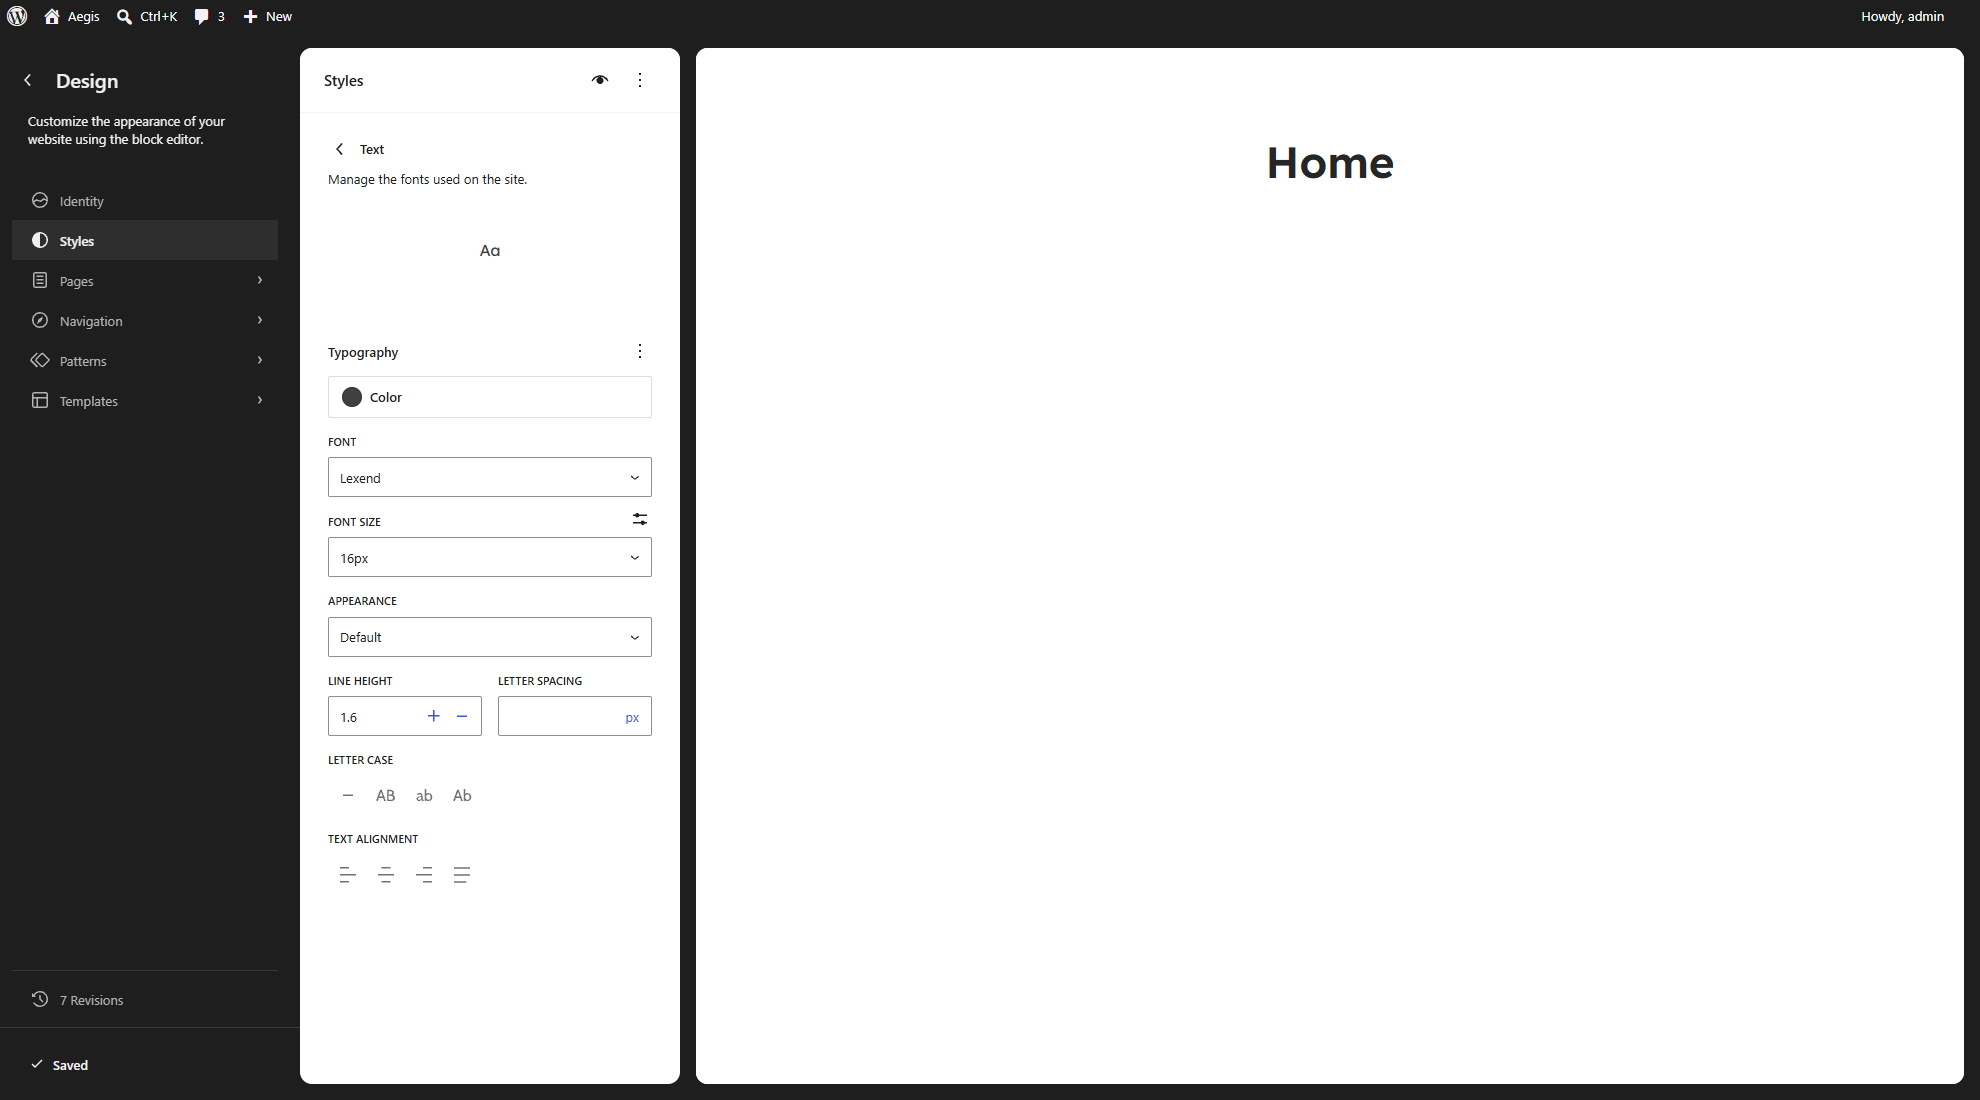 Aegis
Ctrl+K
3
New
Howdy, admin
Design
Customize the appearance of your
website using the block editor.
Identity
Styles
Pages
Navigation
Patterns
Templates
7 Revisions
Saved
Styles
Text
Manage the fonts used on the site.
Aa
Typography
Color
FONT
Lexend
FONT SIZE
16px
APPEARANCE
Default
LINE HEIGHT
LETTER SPACING
1.6
px
LETTER CASE
AB
ab
Ab
TEXT ALIGNMENT
Home